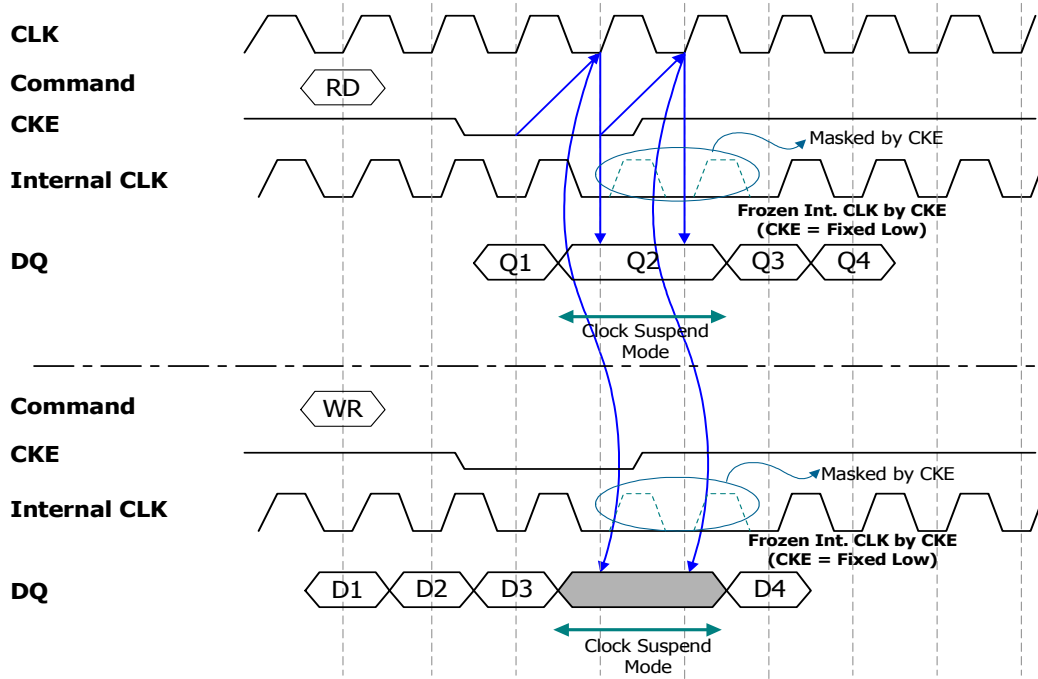 CLK
Command
RD
CKE
Masked by CKE
Internal CLK
Frozen Int. CLK by CKE
(CKE = Fixed Low)
DQ
Q1
Q2
Q3
Q4
Clock Suspend
Mode
Command
WR
CKE
Masked by CKE
Internal CLK
Frozen Int. CLK by CKE
(CKE = Fixed Low)
DQ
D1
D2
D3
D4
Clock Suspend
Mode